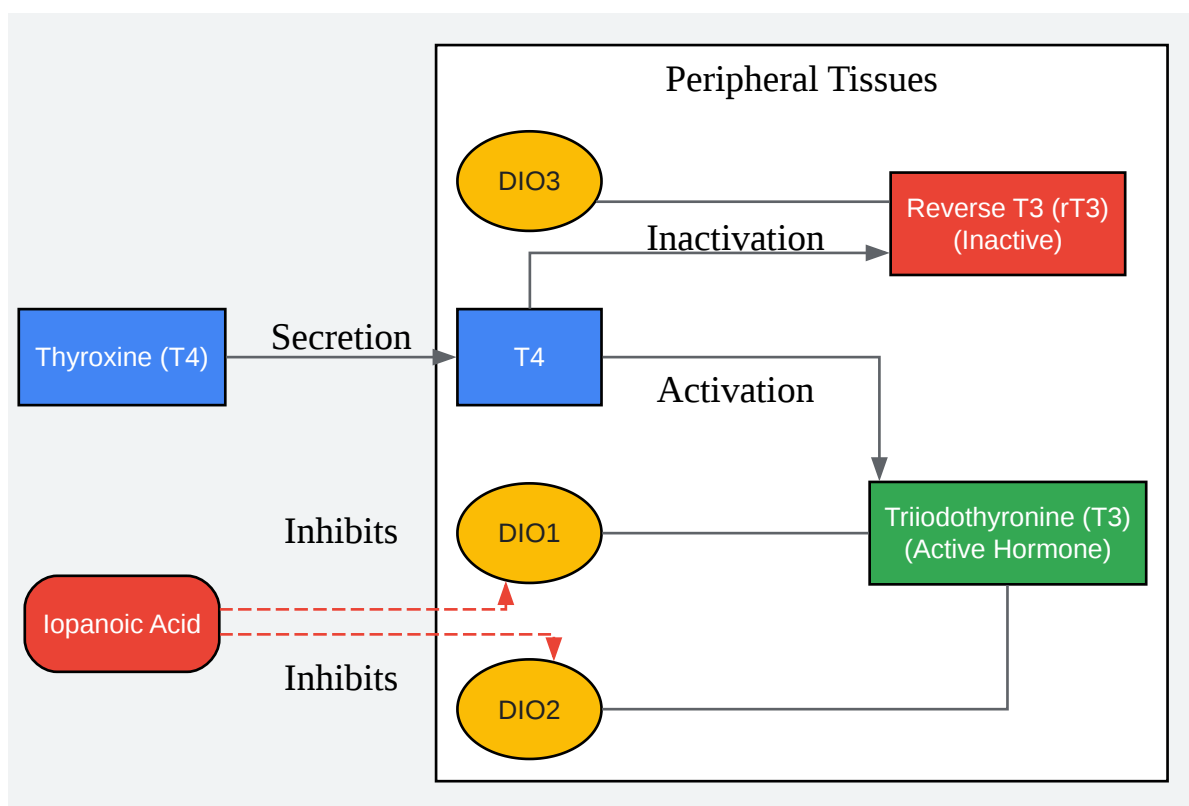 Peripheral Tissues
DIO3
Reverse T3 (rT3)
(Inactive)
Inactivation
Thyroxine (T4)
Secretion
T4
Activation
Inhibits
DIO1
Triiodothyronine (T3)
(Active Hormone)
Iopanoic Acid
Inhibits
DIO2